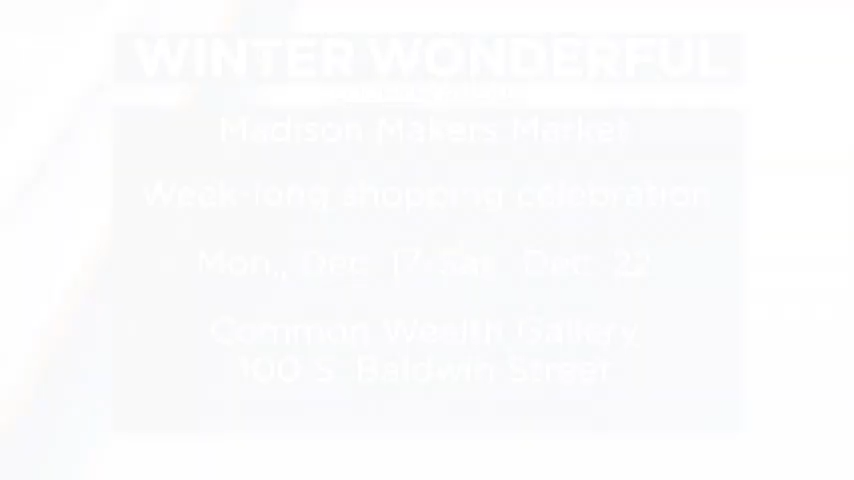 WINTER WONDERFUL
Madison Makers Market
Week-long shopping celebration
Mon., Dec. 17-Sat., Dec. 22
Common Wealth Gallery
100 S. Baldwin Street